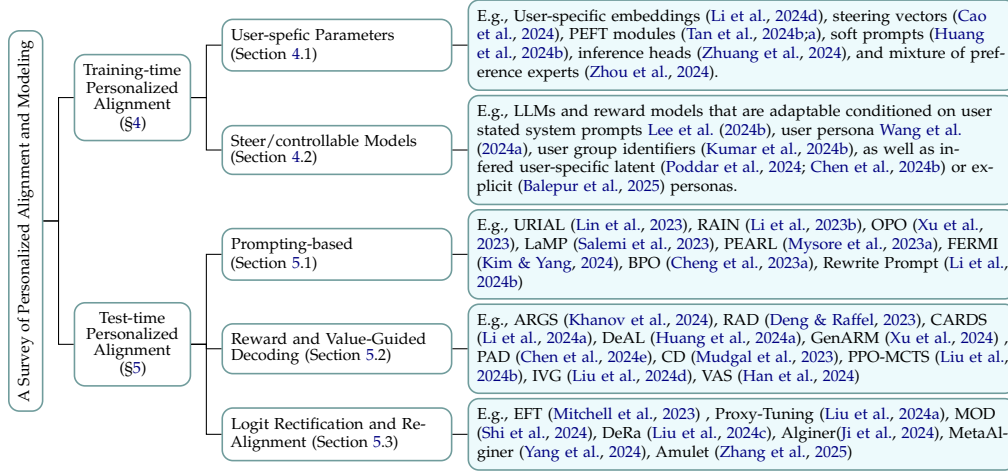 A Survey of Personalized Alignment and Modeling
Training-time
Personalized
Alignment
(§4)
User-spefic Parameters
(Section 4.1)
E.g., User-specific embeddings (Li et al., 2024d), steering vectors (Cao
et al., 2024), PEFT modules (Tan et al., 2024b;a), soft prompts (Huang
et al., 2024b), inference heads (Zhuang et al., 2024), and mixture of pref-
erence experts (Zhou et al., 2024).
Steer/controllable Models
(Section 4.2)
E.g., LLMs and reward models that are adaptable conditioned on user
stated system prompts Lee et al. (2024b), user persona Wang et al.
(2024a), user group identifiers (Kumar et al., 2024b), as well as in-
fered user-specific latent (Poddar et al., 2024; Chen et al., 2024b) or ex-
plicit (Balepur et al., 2025) personas.
Test-time
Personalized
Alignment
(§5)
Prompting-based
(Section 5.1)
E.g., URIAL (Lin et al., 2023), RAIN (Li et al., 2023b), OPO (Xu et al.,
2023), LaMP (Salemi et al., 2023), PEARL (Mysore et al., 2023a), FERMI
(Kim & Yang, 2024), BPO (Cheng et al., 2023a), Rewrite Prompt (Li et al.,
2024b)
Reward and Value-Guided
Decoding (Section 5.2)
E.g., ARGS (Khanov et al., 2024), RAD (Deng & Raffel, 2023), CARDS
(Li et al., 2024a), DeAL (Huang et al., 2024a), GenARM (Xu et al., 2024) ,
PAD (Chen et al., 2024e), CD (Mudgal et al., 2023), PPO-MCTS (Liu et al.,
2024b), IVG (Liu et al., 2024d), VAS (Han et al., 2024)
Logit Rectification and Re-
Alignment (Section 5.3)
E.g., EFT (Mitchell et al., 2023) , Proxy-Tuning (Liu et al., 2024a), MOD
(Shi et al., 2024), DeRa (Liu et al., 2024c), Alginer(Ji et al., 2024), MetaAl-
giner (Yang et al., 2024), Amulet (Zhang et al., 2025)